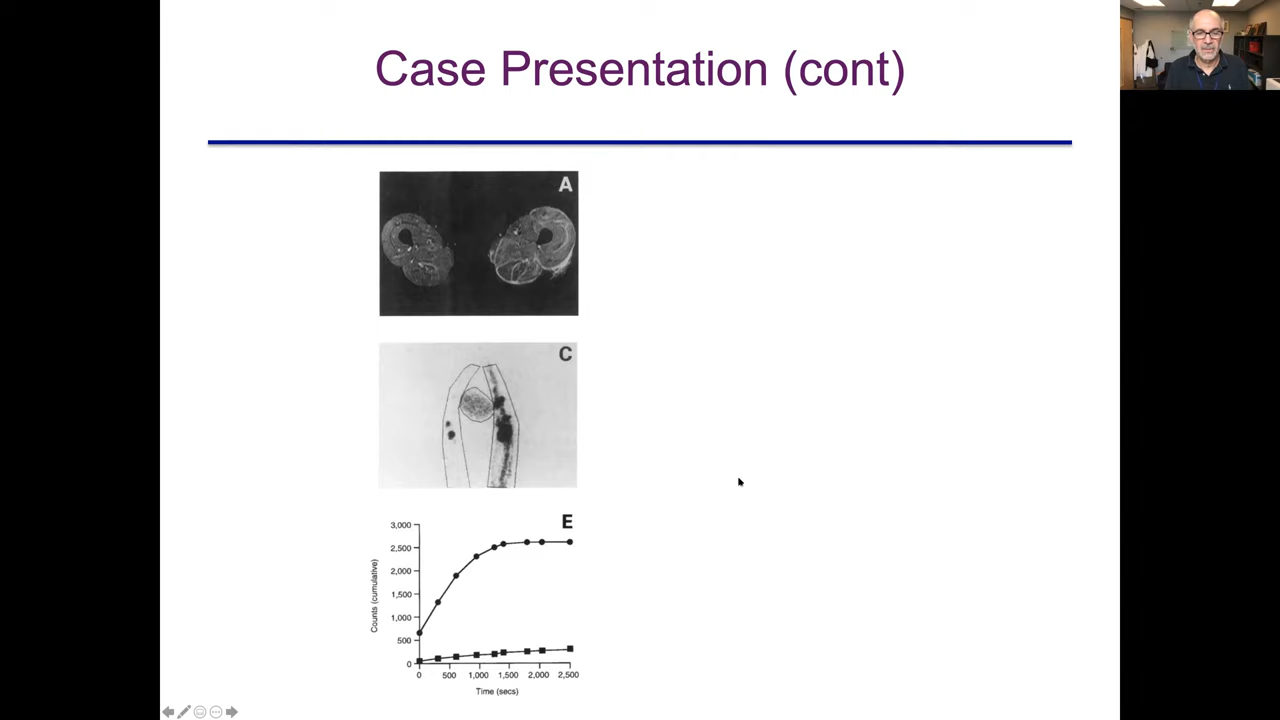 Case Presentation (cont)
A
C
E
3,000
2,500
2,000
1,500
1,000
500
0
Counts (cumulative)
0 500 1,000 1,500 2,000 2,500
Time (secs)